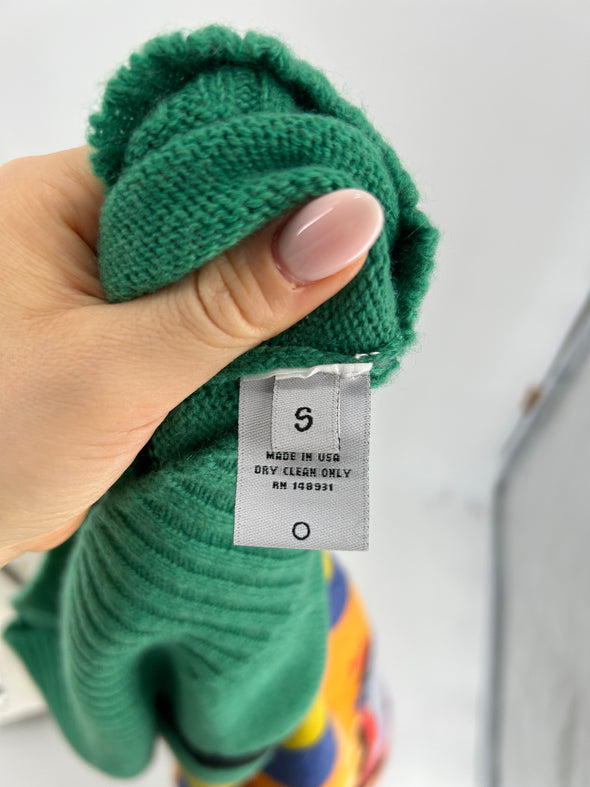 S
MADE IN USA
DRY CLEAN ONLY
RN 148931